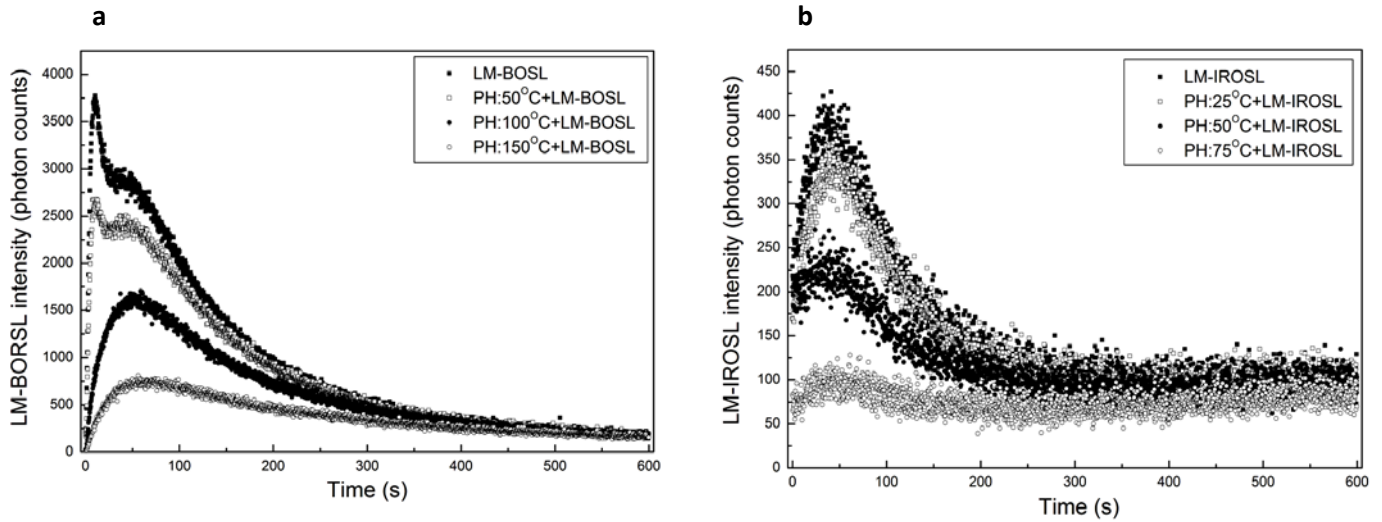 a
LM-BORSL intensity (photon counts)
4000
3500
3000
2500
2000
1500
1000
500
0
LM-BOSL
PH:50°C+LM-BOSL
PH:100°C+LM-BOSL
PH:150°C+LM-BOSL
0 100 200 300 400 500 600
Time (s)
b
LM-IROSL intensity (photon counts)
450
400
350
300
250
200
150
100
50
0
LM-IROSL
PH:25°C+LM-IROSL
PH:50°C+LM-IROSL
PH:75°C+LM-IROSL
0 100 200 300 400 500 600
Time (s)